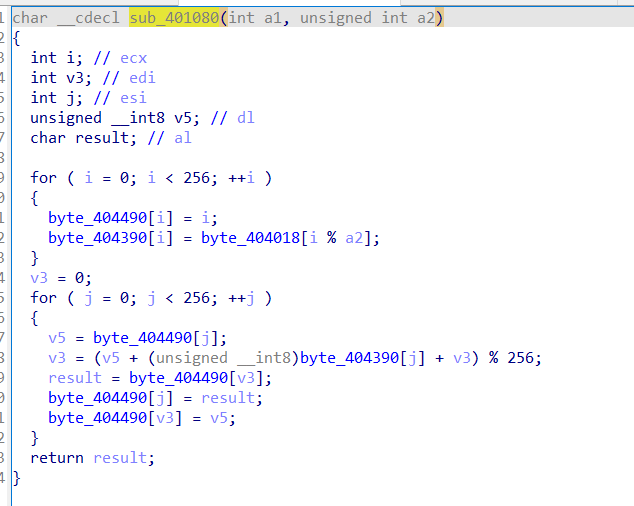 1 char __cdecl sub_401080(int a1, unsigned int a2)
2 {
3 int i; // ecx
4 int v3; // edi
5 int j; // esi
6 unsigned __int8 v5; // dl
7 char result; // al
8
9 for ( i = 0; i < 256; ++i )
0 {
1 byte_404490[i] = i;
2 byte_404390[i] = byte_404018[i % a2];
3 }
4 v3 = 0;
5 for ( j = 0; j < 256; ++j )
6 {
7 v5 = byte_404490[j];
8 v3 = (v5 + (unsigned __int8)byte_404390[j] + v3) % 256;
9 result = byte_404490[v3];
0 byte_404490[j] = result;
1 byte_404490[v3] = v5;
2 }
3 return result;
4 }